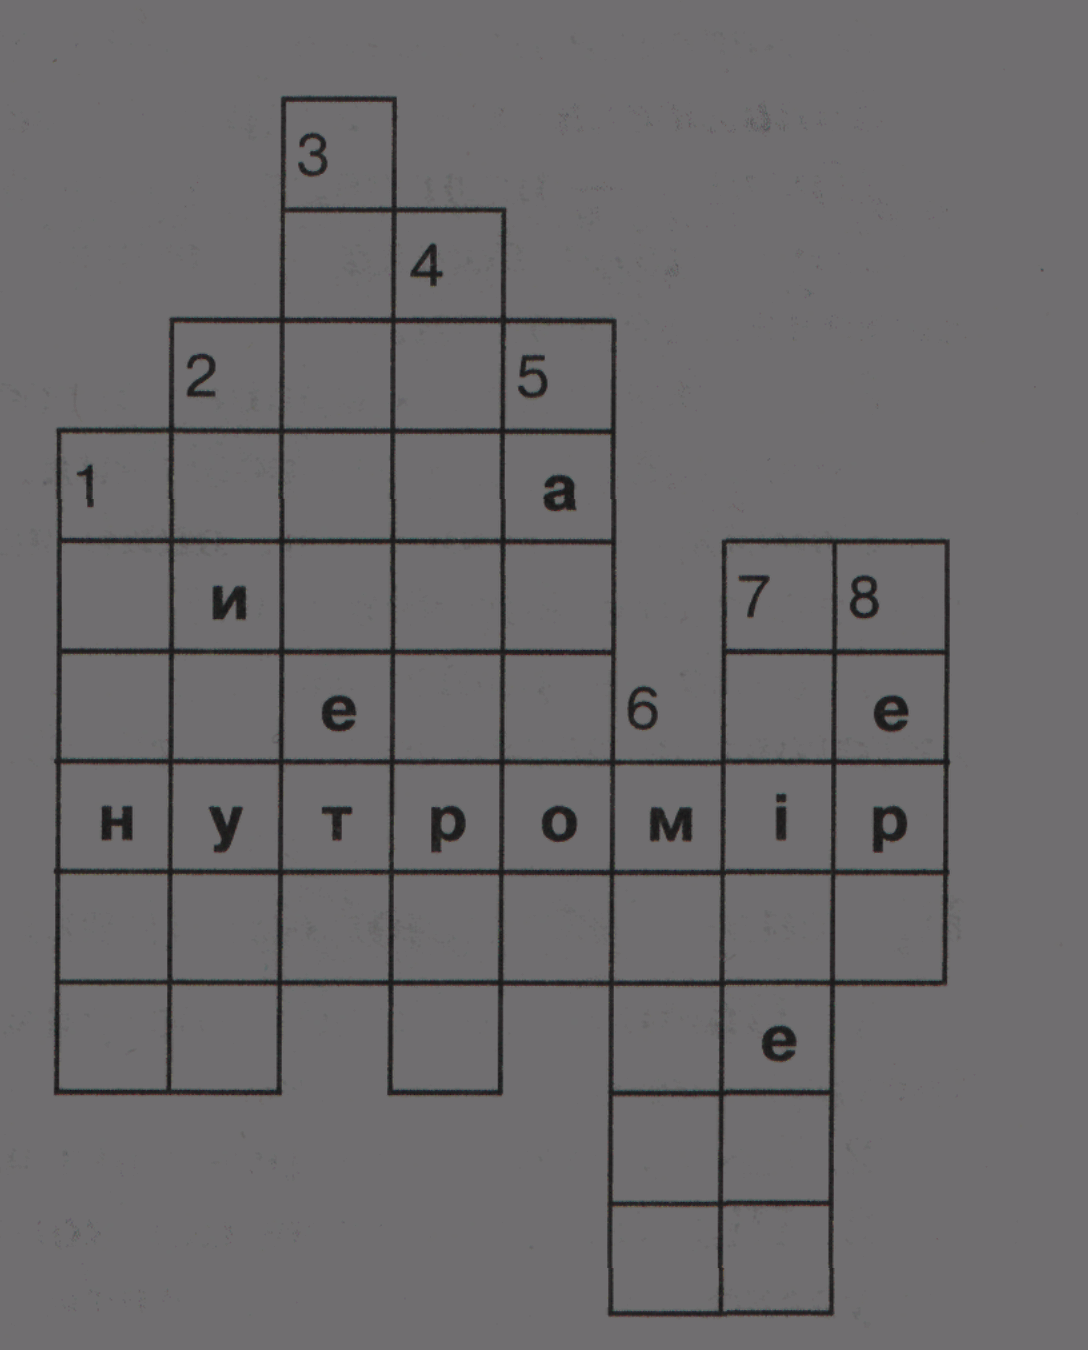 3
4
2 5
1 а
и 7 8
е 6 е
н у т р о м і р
е